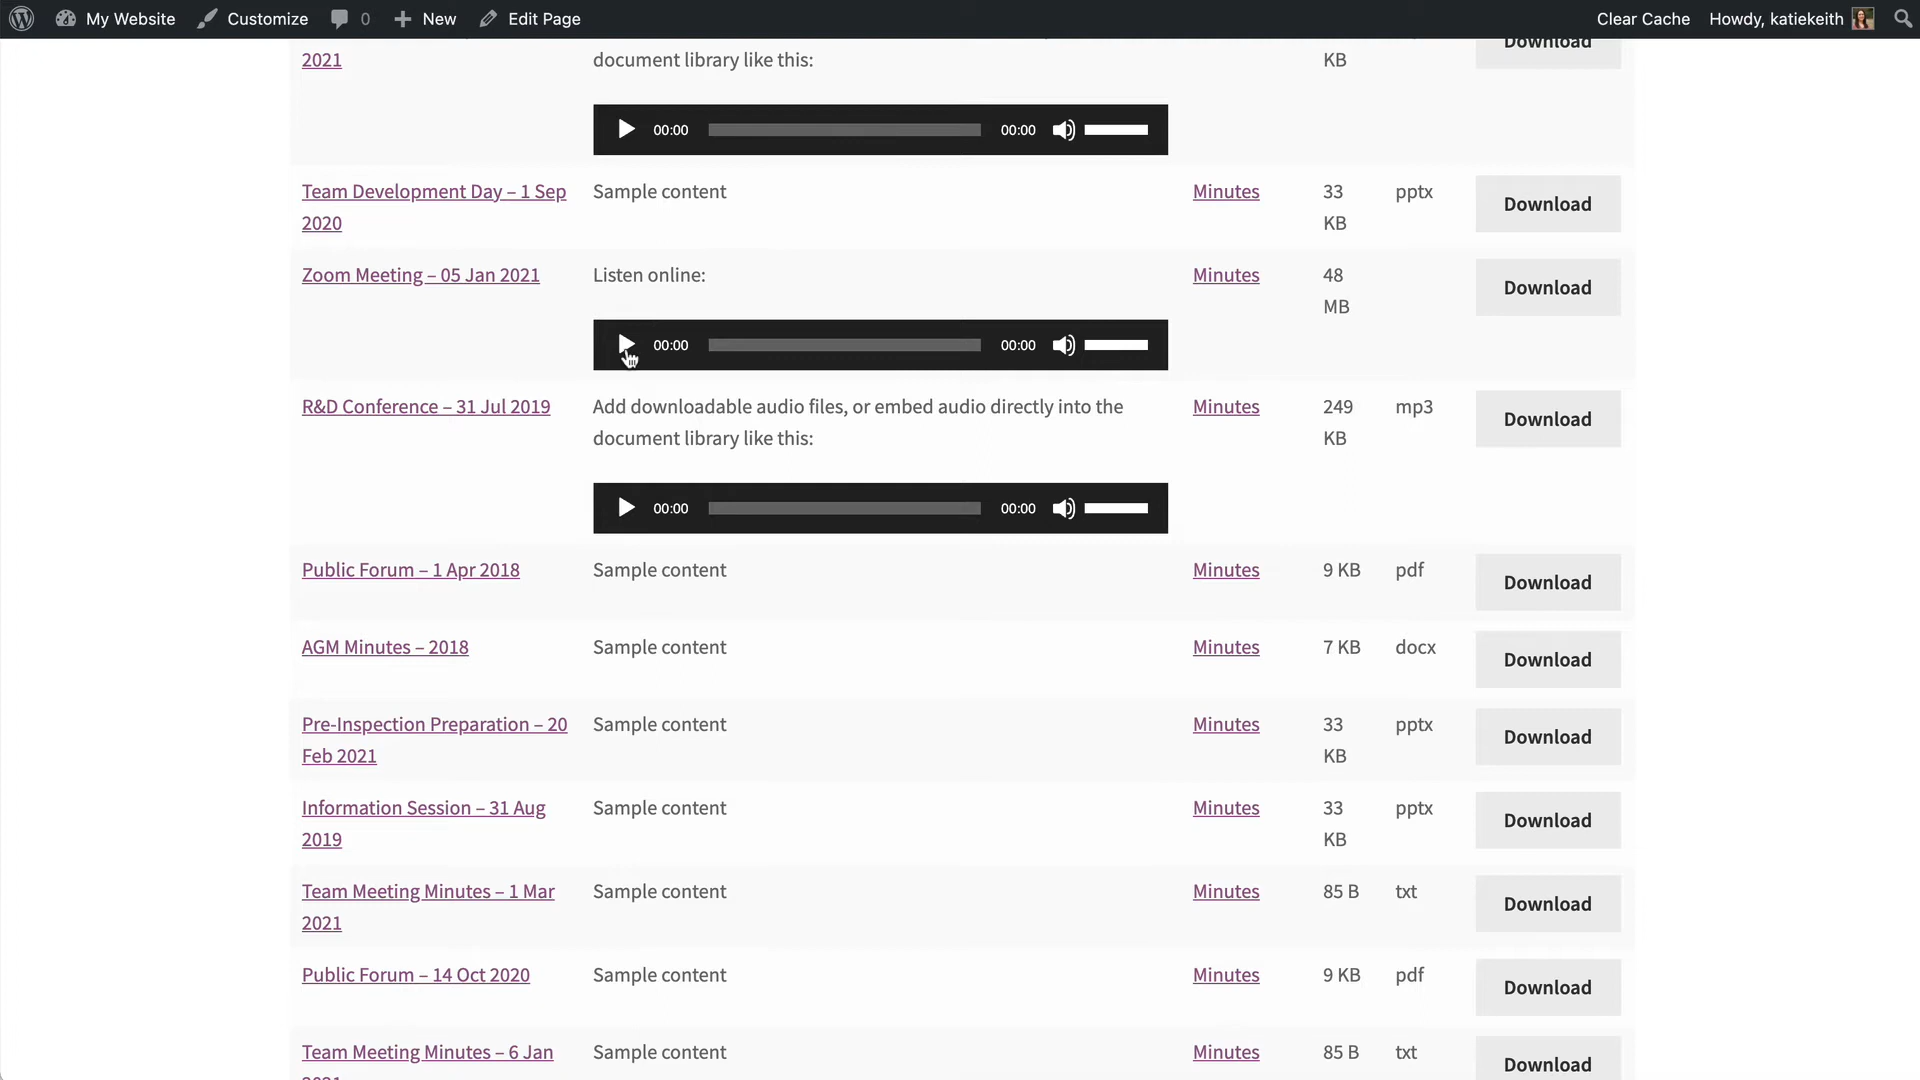 My Website Customize 0 New Edit Page Clear Cache Howdy, katiekeith
2021 document library like this: KB Download
00:00 00:00
Team Development Day – 1 Sep Sample content Minutes 33 pptx Download
2020 KB
Zoom Meeting – 05 Jan 2021 Listen online: Minutes 48 Download
MB
00:00 00:00
R&D Conference – 31 Jul 2019 Add downloadable audio files, or embed audio directly into the Minutes 249 mp3 Download
document library like this: KB
00:00 00:00
Public Forum – 1 Apr 2018 Sample content Minutes 9 KB pdf Download
AGM Minutes – 2018 Sample content Minutes 7 KB docx Download
Pre-Inspection Preparation – 20 Sample content Minutes 33 pptx Download
Feb 2021 KB
Information Session – 31 Aug Sample content Minutes 33 pptx Download
2019 KB
Team Meeting Minutes – 1 Mar Sample content Minutes 85 B txt Download
2021
Public Forum – 14 Oct 2020 Sample content Minutes 9 KB pdf Download
Team Meeting Minutes – 6 Jan Sample content Minutes 85 B txt Download